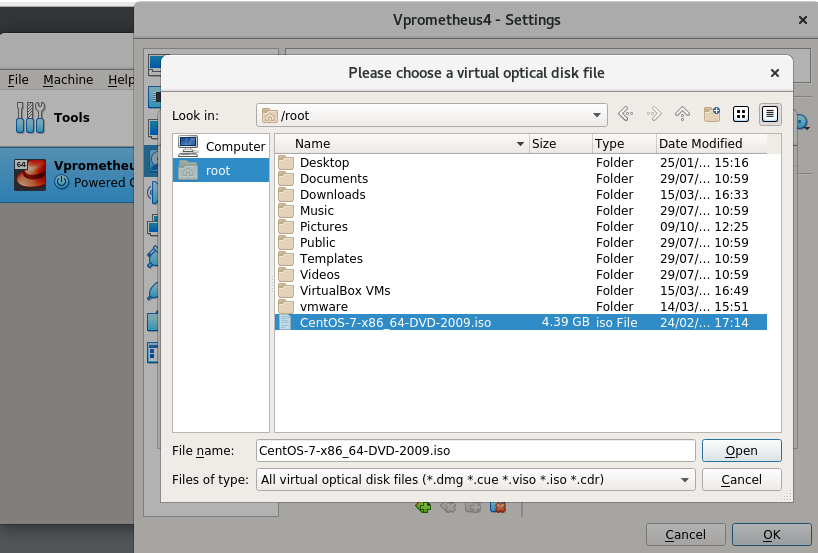 Vprometheus4 - Settings
Please choose a virtual optical disk file
File Machine Help
Look in: /root
Tools
Computer
root
Name Size Type Date Modified
Desktop Folder 25/01/... 15:16
Documents Folder 29/07/... 10:59
Downloads Folder 15/03/... 16:33
Music Folder 29/07/... 10:59
Pictures Folder 09/10/... 12:25
Public Folder 29/07/... 10:59
Templates Folder 29/07/... 10:59
Videos Folder 29/07/... 10:59
VirtualBox VMs Folder 15/03/... 16:49
vmware Folder 14/03/... 15:51
CentOS-7-x86_64-DVD-2009.iso 4.39 GB iso File 24/02/... 17:14
64
Vprometheu
Powered O
File name: CentOS-7-x86_64-DVD-2009.iso Open
Files of type: All virtual optical disk files (*.dmg *.cue *.viso *.iso *.cdr) Cancel
Cancel OK